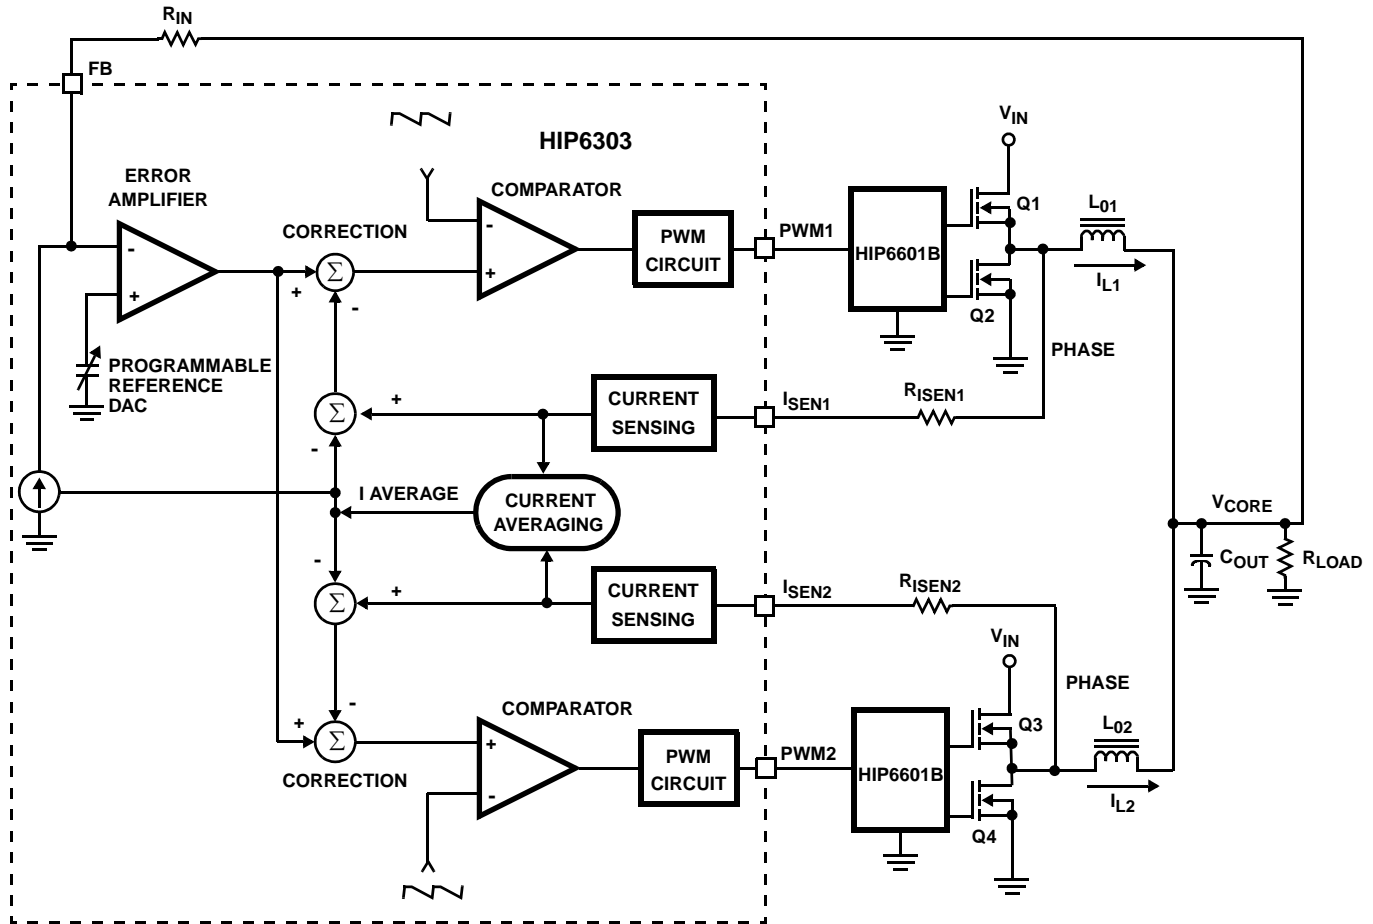 RIN
FB
HIP6303
VIN
ERROR
AMPLIFIER
COMPARATOR
Q1
L01
CORRECTION
PWM
CIRCUIT
PWM1
HIP6601B
-
+
Σ
+
-
-
+
IL1
Q2
PHASE
PROGRAMMABLE
REFERENCE
DAC
Σ
+
-
CURRENT
SENSING
ISEN1
RISEN1
I AVERAGE
CURRENT
AVERAGING
VCORE
COUT
RLOAD
-
Σ
+
CURRENT
SENSING
ISEN2
RISEN2
VIN
PHASE
-
+
Σ
CORRECTION
COMPARATOR
+
-
PWM
CIRCUIT
PWM2
HIP6601B
Q3
L02
IL2
Q4